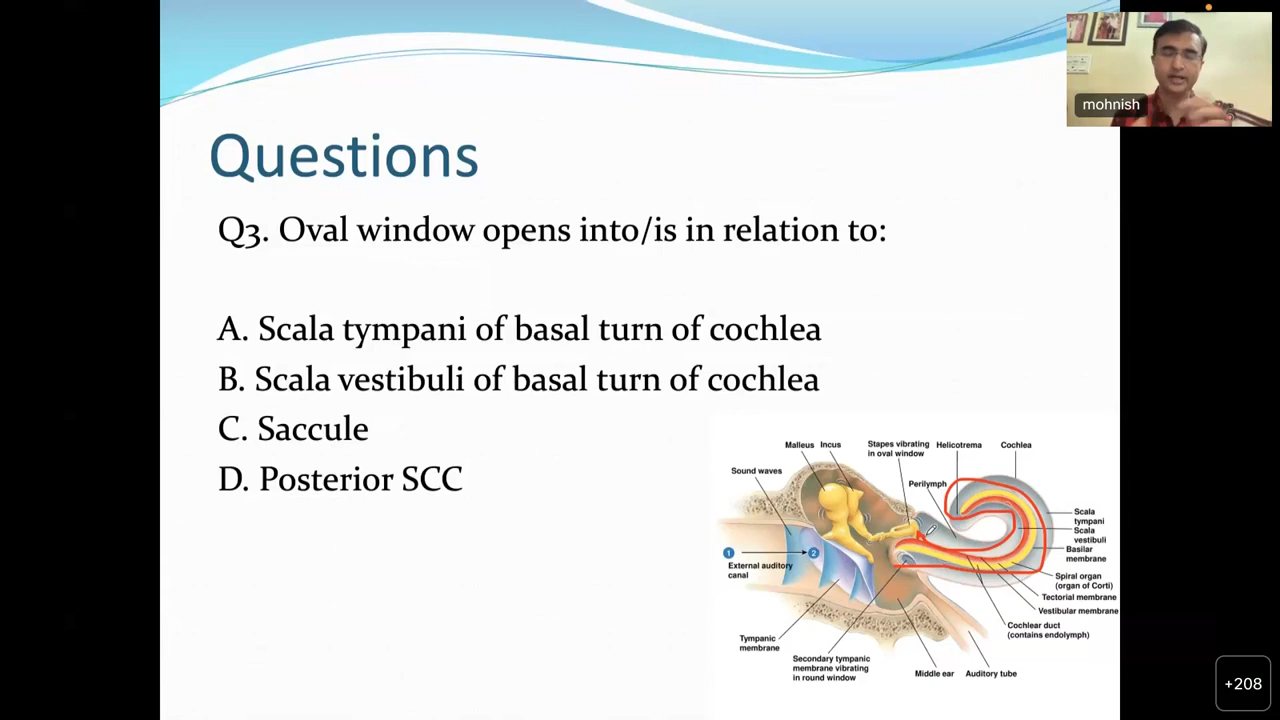 mohnish
Questions
Q3. Oval window opens into/is in relation to:
A. Scala tympani of basal turn of cochlea
B. Scala vestibuli of basal turn of cochlea
C. Saccule
D. Posterior SCC
Malleus Incus
Stapes vibrating
in oval window
Helicotrema
Cochlea
Sound waves
Perilymph
Scala
tympani
Scala
vestibuli
Basilar
membrane
1
2
External auditory
canal
Spiral organ
(organ of Corti)
Tectorial membrane
Vestibular membrane
Cochlear duct
(contains endolymph)
Tympanic
membrane
Secondary tympanic
membrane vibrating
in round window
Middle ear
Auditory tube
+208